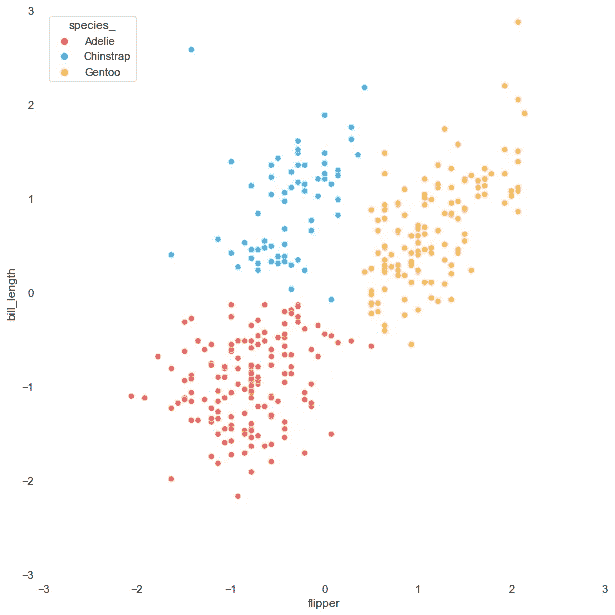 3
species_
Adelie
Chinstrap
Gentoo
2
1
0
bill_length
−1
−2
−3
−3
−2
−1
0
1
2
3
flipper